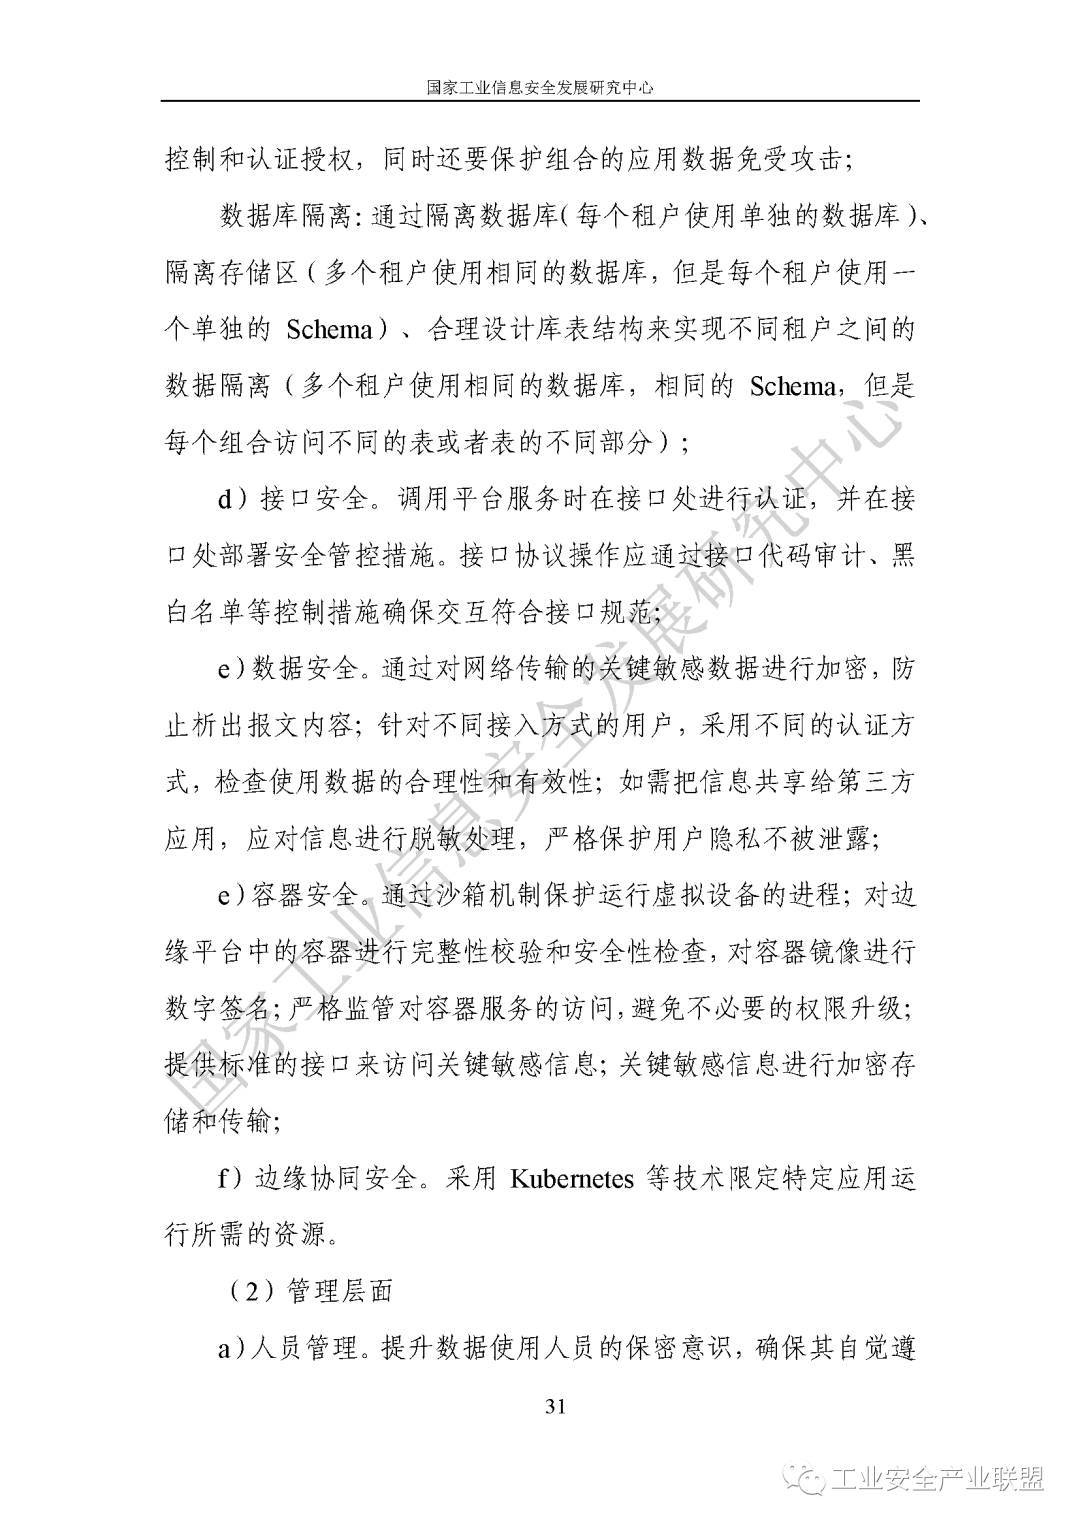 国家工业信息安全发展研究中心
控制和认证授权，同时还要保护组合的应用数据免受攻击；
数据库隔离：通过隔离数据库（每个租户使用单独的数据库）、
隔离存储区（多个租户使用相同的数据库，但是每个租户使用一
个单独的 Schema）、合理设计库表结构来实现不同租户之间的
数据隔离（多个租户使用相同的数据库，相同的 Schema，但是
每个组合访问不同的表或者表的不同部分）；
d）接口安全。调用平台服务时在接口处进行认证，并在接
口处部署安全管控措施。接口协议操作应通过接口代码审计、黑
白名单等控制措施确保交互符合接口规范；
e）数据安全。通过对网络传输的关键敏感数据进行加密，防
止析出报文内容；针对不同接入方式的用户，采用不同的认证方
式，检查使用数据的合理性和有效性；如需把信息共享给第三方
应用，应对信息进行脱敏处理，严格保护用户隐私不被泄露；
e）容器安全。通过沙箱机制保护运行虚拟设备的进程；对边
缘平台中的容器进行完整性校验和安全性检查，对容器镜像进行
数字签名；严格监管对容器服务的访问，避免不必要的权限升级；
提供标准的接口来访问关键敏感信息；关键敏感信息进行加密存
储和传输；
f）边缘协同安全。采用 Kubernetes 等技术限定特定应用运
行所需的资源。
（2）管理层面
a）人员管理。提升数据使用人员的保密意识，确保其自觉遵
31
国家工业信息安全发展研究中心
工业安全产业联盟